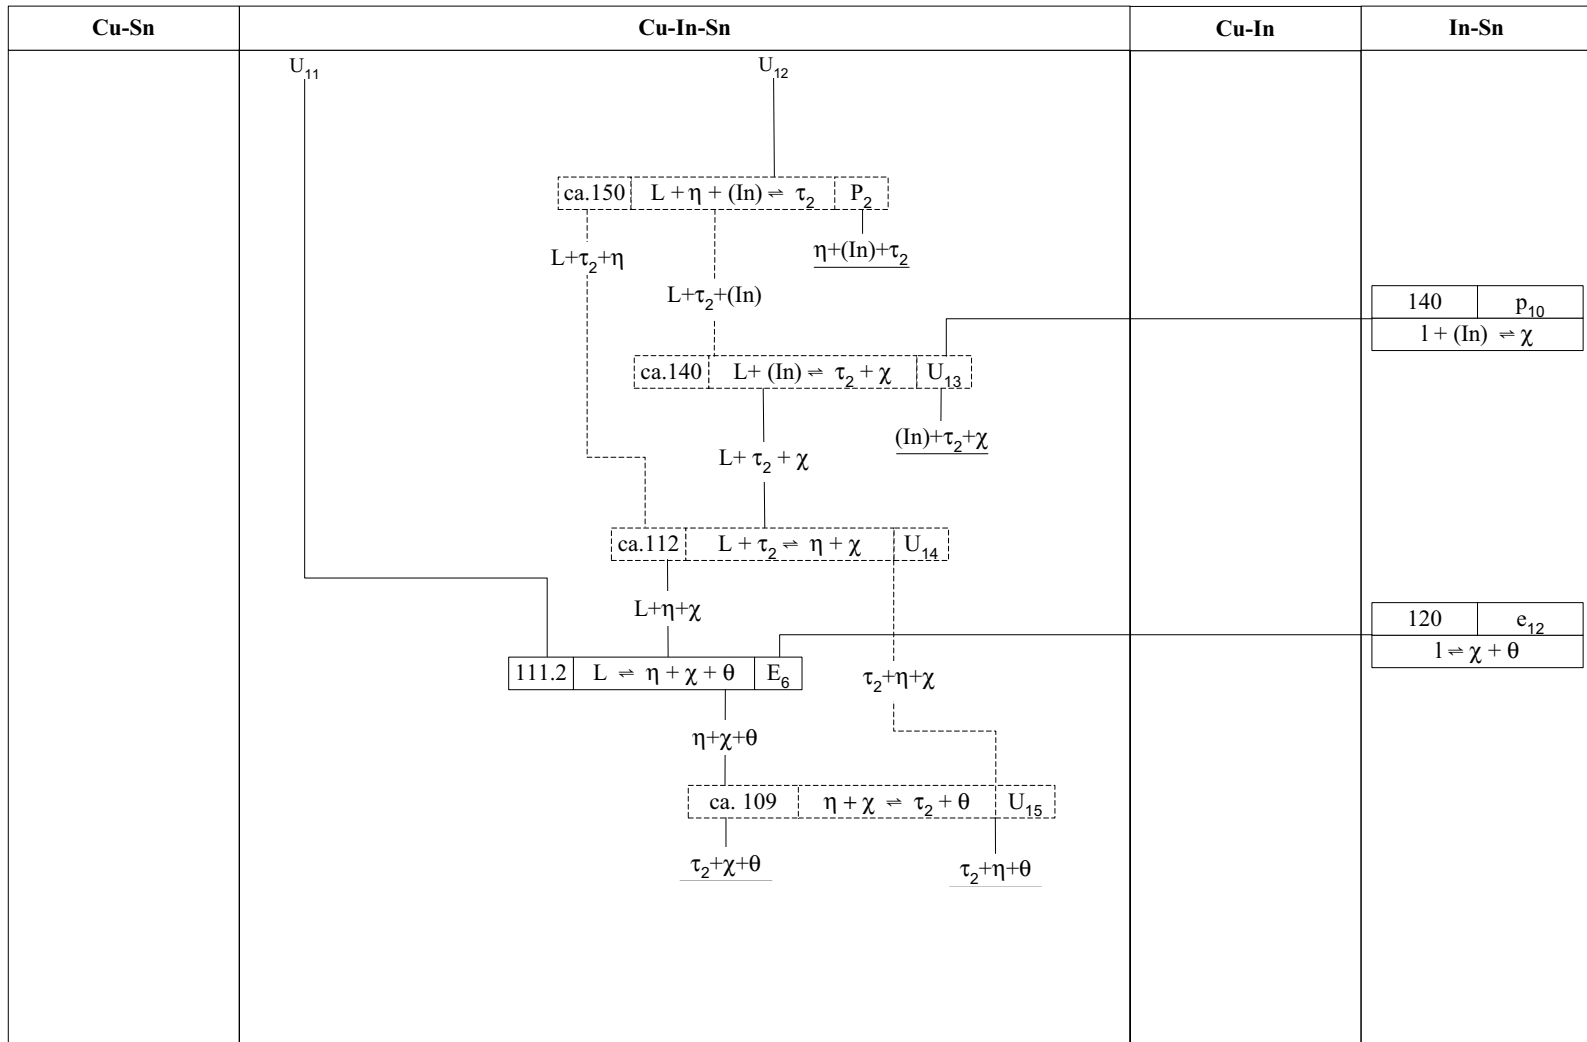 Cu-Sn Cu-In-Sn Cu-In In-Sn
U11 U12
ca.150 L + η + (In) ⇌ τ2 P2
L+τ2+η η+(In)+τ2
L+τ2+(In)
140 p10
l + (In) ⇌ χ
ca.140 L+ (In) ⇌ τ2 + χ U13
(In)+τ2+χ
L+ τ2 + χ
ca.112 L + τ2 ⇌ η + χ U14
L+η+χ
120 e12
l ⇌ χ + θ
111.2 L ⇌ η + χ + θ E6
τ2+η+χ
η+χ+θ
ca. 109 η + χ ⇌ τ2 + θ U15
τ2+χ+θ τ2+η+θ